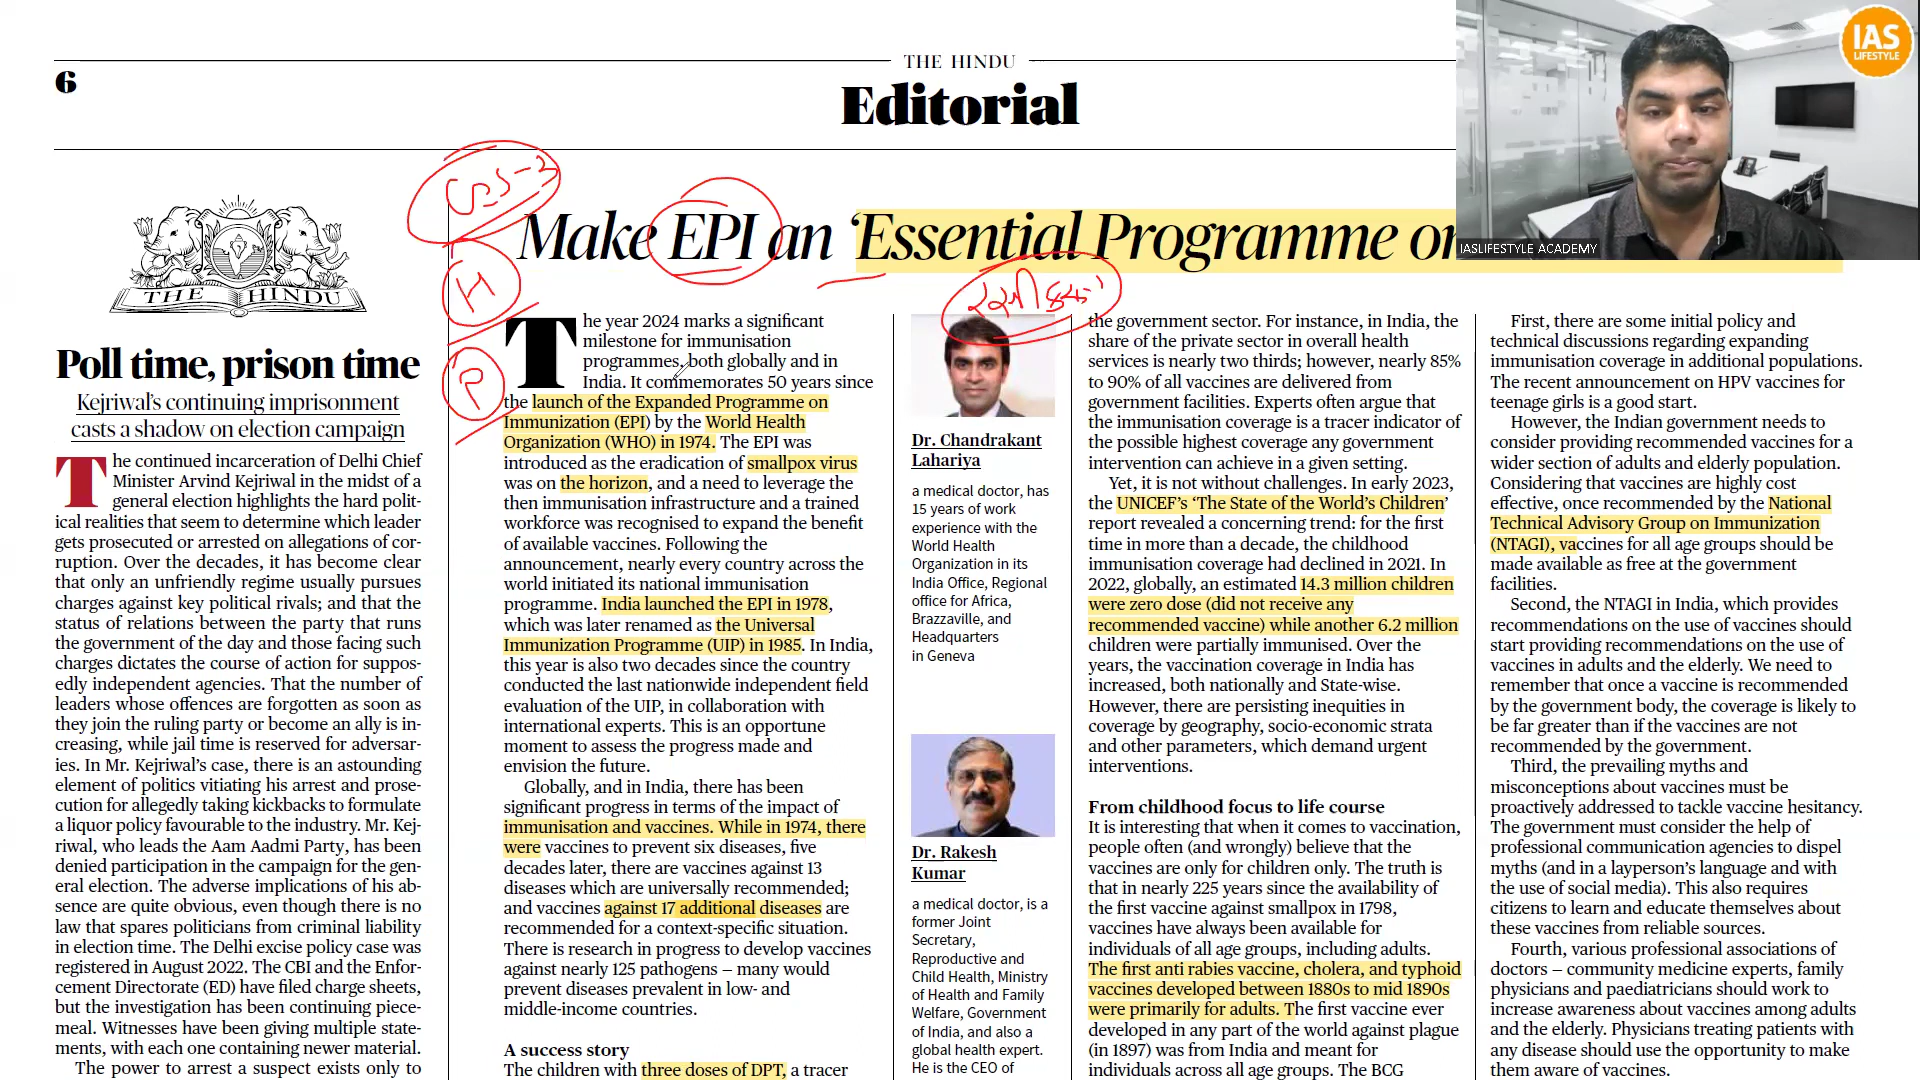 6
THE HINDU
Editorial
IAS
LIFESTYLE
IASLIFESTYLE ACADEMY
GS-2
H
P
THE HINDU
Poll time, prison time
Kejriwal's continuing imprisonment
casts a shadow on election campaign
The continued incarceration of Delhi Chief
Minister Arvind Kejriwal in the midst of a
general election highlights the hard polit-
ical realities that seem to determine which leader
gets prosecuted or arrested on allegations of cor-
ruption. Over the decades, it has become clear
that only an unfriendly regime usually pursues
charges against key political rivals; and that the
status of relations between the party that runs
the government of the day and those facing such
charges dictates the course of action for suppos-
edly independent agencies. That the number of
leaders whose offences are forgotten as soon as
they join the ruling party or become an ally is in-
creasing, while jail time is reserved for adversar-
ies. In Mr. Kejriwal's case, there is an astounding
element of politics vitiating his arrest and prose-
cution for allegedly taking kickbacks to formulate
a liquor policy favourable to the industry. Mr. Kej-
riwal, who leads the Aam Aadmi Party, has been
denied participation in the campaign for the gen-
eral election. The adverse implications of his ab-
sence are quite obvious, even though there is no
law that spares politicians from criminal liability
in election time. The Delhi excise policy case was
registered in August 2022. The CBI and the Enfor-
cement Directorate (ED) have filed charge sheets,
but the investigation has been continuing piece-
meal. Witnesses have been giving multiple state-
ments, with each one containing newer material.
The power to arrest a suspect exists only to
Make EPI an 'Essential Programme on
The year 2024 marks a significant
milestone for immunisation
programmes, both globally and in
India. It commemorates 50 years since
the launch of the Expanded Programme on
Immunization (EPI) by the World Health
Organization (WHO) in 1974. The EPI was
introduced as the eradication of smallpox virus
was on the horizon, and a need to leverage the
then immunisation infrastructure and a trained
workforce was recognised to expand the benefit
of available vaccines. Following the
announcement, nearly every country across the
world initiated its national immunisation
programme. India launched the EPI in 1978,
which was later renamed as the Universal
Immunization Programme (UIP) in 1985. In India,
this year is also two decades since the country
conducted the last nationwide independent field
evaluation of the UIP, in collaboration with
international experts. This is an opportune
moment to assess the progress made and
envision the future.
Globally, and in India, there has been
significant progress in terms of the impact of
immunisation and vaccines. While in 1974, there
were vaccines to prevent six diseases, five
decades later, there are vaccines against 13
diseases which are universally recommended;
and vaccines against 17 additional diseases are
recommended for a context-specific situation.
There is research in progress to develop vaccines
against nearly 125 pathogens – many would
prevent diseases prevalent in low- and
middle-income countries.
A success story
The children with three doses of DPT, a tracer
Dr. Chandrakant
Lahariya
a medical doctor, has
15 years of work
experience with the
World Health
Organization in its
India Office, Regional
office for Africa,
Brazzaville, and
Headquarters
in Geneva
Dr. Rakesh
Kumar
a medical doctor, is a
former Joint
Secretary,
Reproductive and
Child Health, Ministry
of Health and Family
Welfare, Government
of India, and also a
global health expert.
He is the CEO of
the government sector. For instance, in India, the
share of the private sector in overall health
services is nearly two thirds; however, nearly 85%
to 90% of all vaccines are delivered from
government facilities. Experts often argue that
the immunisation coverage is a tracer indicator of
the possible highest coverage any government
intervention can achieve in a given setting.
Yet, it is not without challenges. In early 2023,
the UNICEF's 'The State of the World's Children'
report revealed a concerning trend: for the first
time in more than a decade, the childhood
immunisation coverage had declined in 2021. In
2022, globally, an estimated 14.3 million children
were zero dose (did not receive any
recommended vaccine) while another 6.2 million
children were partially immunised. Over the
years, the vaccination coverage in India has
increased, both nationally and State-wise.
However, there are persisting inequities in
coverage by geography, socio-economic strata
and other parameters, which demand urgent
interventions.
From childhood focus to life course
It is interesting that when it comes to vaccination,
people often (and wrongly) believe that the
vaccines are only for children only. The truth is
that in nearly 225 years since the availability of
the first vaccine against smallpox in 1798,
vaccines have always been available for
individuals of all age groups, including adults.
The first anti rabies vaccine, cholera, and typhoid
vaccines developed between 1880s to mid 1890s
were primarily for adults. The first vaccine ever
developed in any part of the world against plague
(in 1897) was from India and meant for
individuals across all age groups. The BCG
First, there are some initial policy and
technical discussions regarding expanding
immunisation coverage in additional populations.
The recent announcement on HPV vaccines for
teenage girls is a good start.
However, the Indian government needs to
consider providing recommended vaccines for a
wider section of adults and elderly population.
Considering that vaccines are highly cost
effective, once recommended by the National
Technical Advisory Group on Immunization
(NTAGI), vaccines for all age groups should be
made available as free at the government
facilities.
Second, the NTAGI in India, which provides
recommendations on the use of vaccines should
start providing recommendations on the use of
vaccines in adults and the elderly. We need to
remember that once a vaccine is recommended
by the government body, the coverage is likely to
be far greater than if the vaccines are not
recommended by the government.
Third, the prevailing myths and
misconceptions about vaccines must be
proactively addressed to tackle vaccine hesitancy.
The government must consider the help of
professional communication agencies to dispel
myths (and in a layperson's language and with
the use of social media). This also requires
citizens to learn and educate themselves about
these vaccines from reliable sources.
Fourth, various professional associations of
doctors – community medicine experts, family
physicians and paediatricians should work to
increase awareness about vaccines among adults
and the elderly. Physicians treating patients with
any disease should use the opportunity to make
them aware of vaccines.